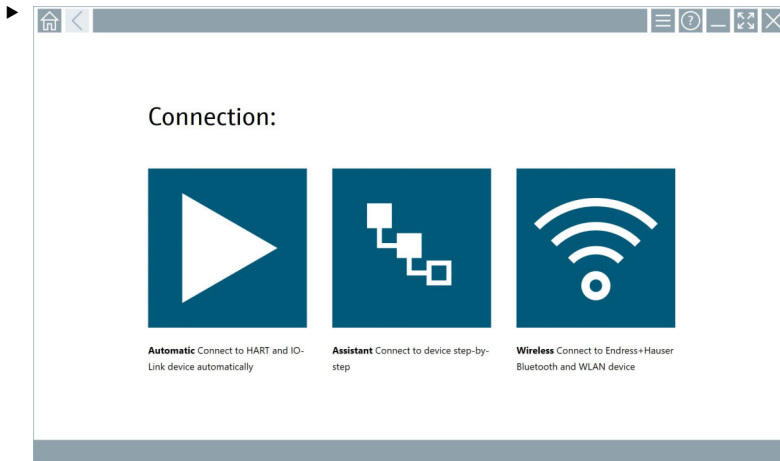 Connection:
Automatic Connect to HART and IO-
Link device automatically
Assistant Connect to device step-by-
step
Wireless Connect to Endress+Hauser
Bluetooth and WLAN device